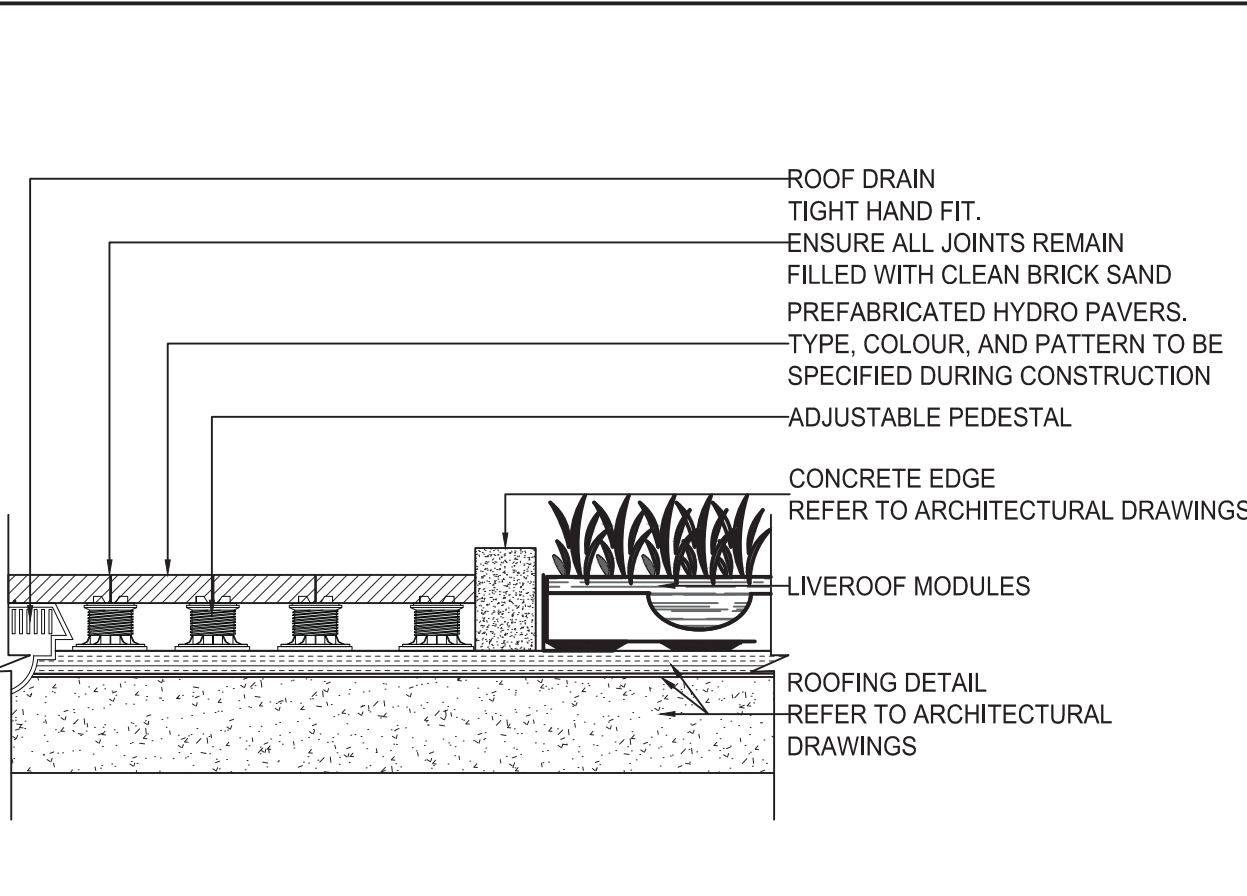 ROOF DRAIN
TIGHT HAND FIT.
ENSURE ALL JOINTS REMAIN
FILLED WITH CLEAN BRICK SAND
PREFABRICATED HYDRO PAVERS.
TYPE, COLOUR, AND PATTERN TO BE
SPECIFIED DURING CONSTRUCTION
ADJUSTABLE PEDESTAL
CONCRETE EDGE
REFER TO ARCHITECTURAL DRAWINGS
LIVEROOF MODULES
ROOFING DETAIL
REFER TO ARCHITECTURAL
DRAWINGS